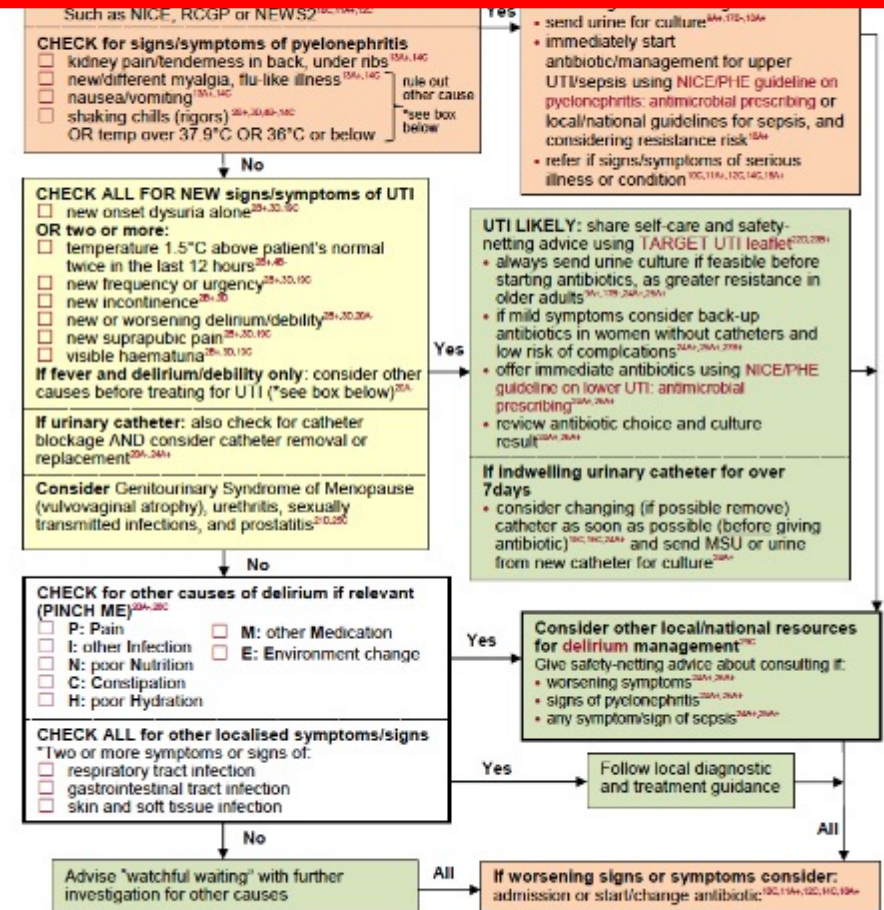 Such as NICE, RCGP or NEWS2
CHECK for signs/symptoms of pyelonephritis
kidney pain/tenderness in back, under ribs
new/different myalgia, flu-like illness
nausea/vomiting
shaking chills (rigors)
OR temp over 37.9°C OR 36°C or below
rule out
other cause
*see box
below
Yes
• send urine for culture
• immediately start
antibiotic/management for upper
UTI/sepsis using NICE/PHE guideline on
pyelonephritis: antimicrobial prescribing or
local/national guidelines for sepsis, and
considering resistance risk
• refer if signs/symptoms of serious
illness or condition
No
CHECK ALL FOR NEW signs/symptoms of UTI
new onset dysuria alone
OR two or more:
temperature 1.5°C above patient's normal
twice in the last 12 hours
new frequency or urgency
new incontinence
new or worsening delirium/debility
new suprapubic pain
visible haematuria
If fever and delirium/debility only: consider other
causes before treating for UTI (*see box below)
If urinary catheter: also check for catheter
blockage AND consider catheter removal or
replacement
Consider Genitourinary Syndrome of Menopause
(vulvovaginal atrophy), urethritis, sexually
transmitted infections, and prostatitis
Yes
UTI LIKELY: share self-care and safety-
netting advice using TARGET UTI leaflet
• always send urine culture if feasible before
starting antibiotics, as greater resistance in
older adults
• if mild symptoms consider back-up
antibiotics in women without catheters and
low risk of complcations
• offer immediate antibiotics using NICE/PHE
guideline on lower UTI: antimicrobial
prescribing
• review antibiotic choice and culture
result
If indwelling urinary catheter for over
7days
• consider changing (if possible remove)
catheter as soon as possible (before giving
antibiotic) and send MSU or urine
from new catheter for culture
No
CHECK for other causes of delirium if relevant
(PINCH ME)
P: Pain
I: other Infection
N: poor Nutrition
C: Constipation
H: poor Hydration
M: other Medication
E: Environment change
Yes
Consider other local/national resources
for delirium management
Give safety-netting advice about consulting if:
• worsening symptoms
• signs of pyelonephritis
• any symptom/sign of sepsis
CHECK ALL for other localised symptoms/signs
*Two or more symptoms or signs of:
respiratory tract infection
gastrointestinal tract infection
skin and soft tissue infection
Yes
Follow local diagnostic
and treatment guidance
All
No
Advise "watchful waiting" with further
investigation for other causes
All
If worsening signs or symptoms consider:
admission or start/change antibiotic